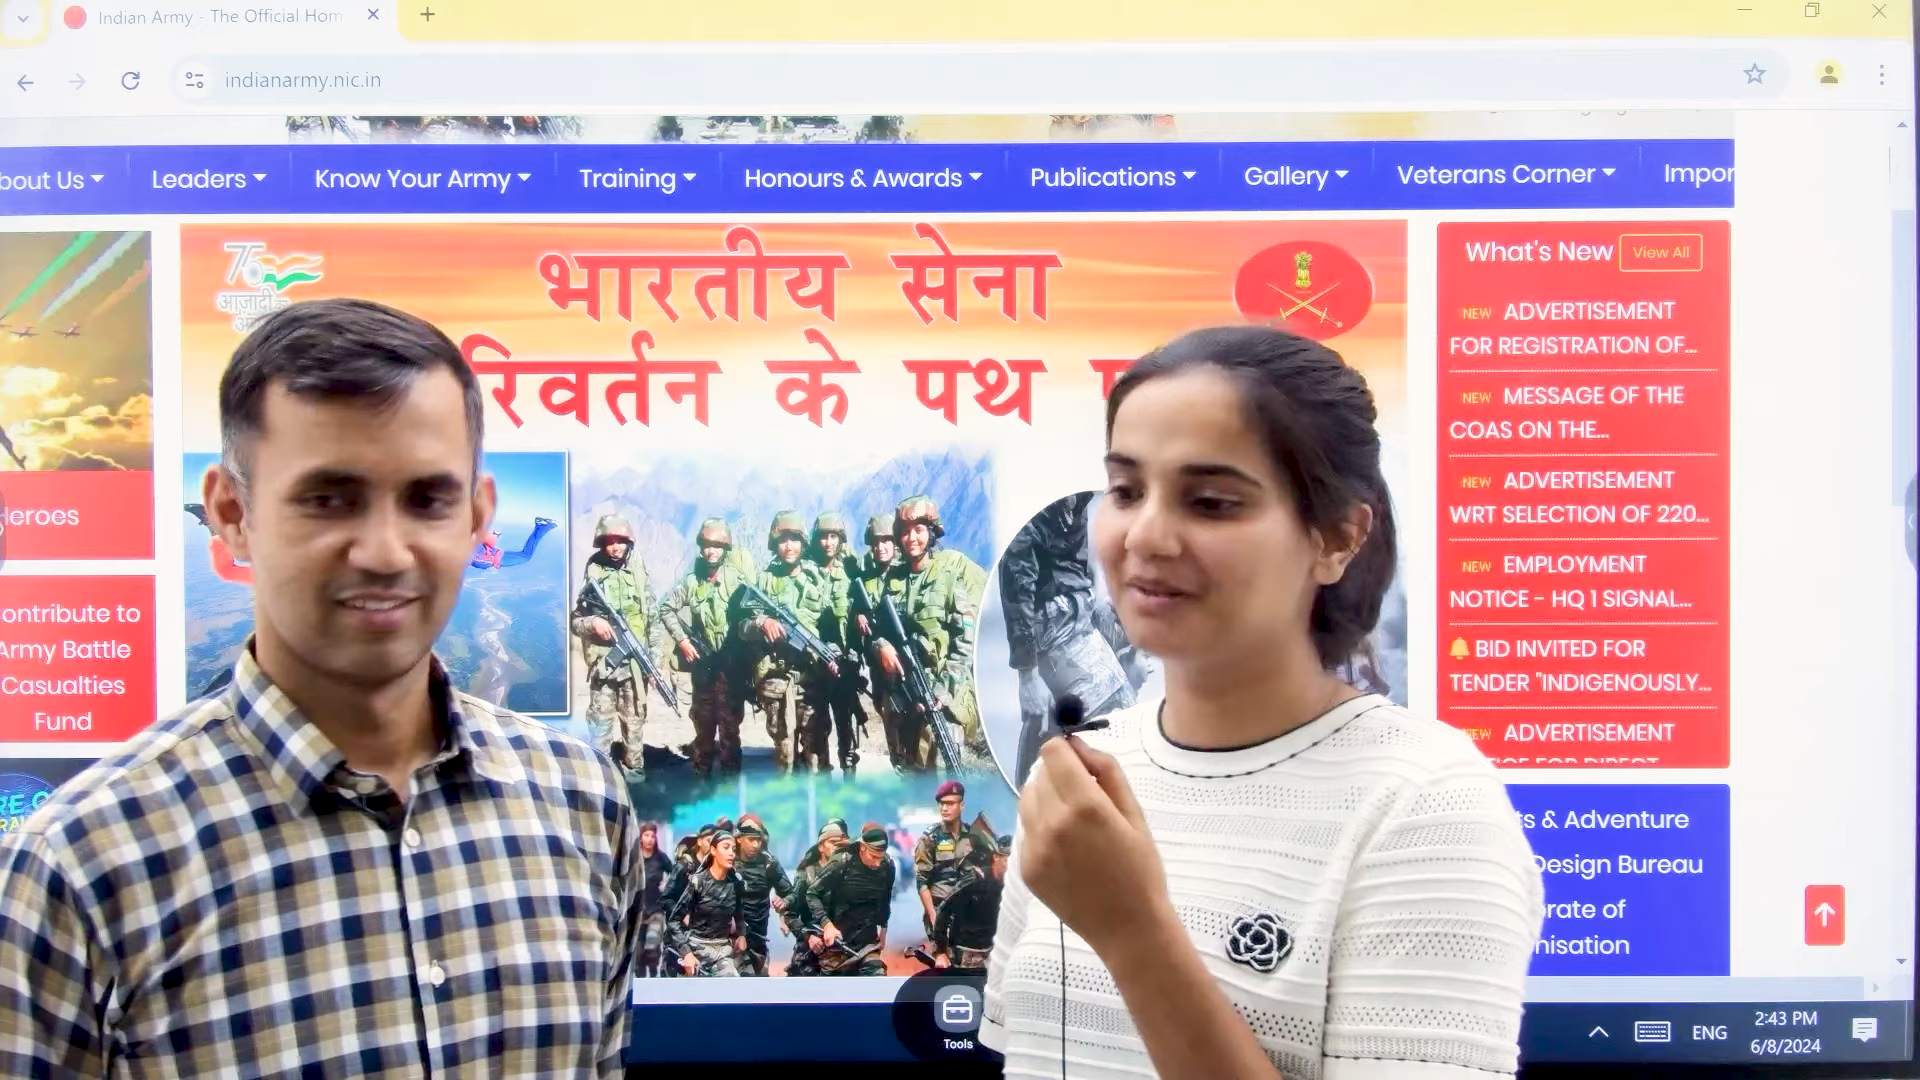 Indian Army - The Official Hom
indianarmy.nic.in
bout Us
Leaders
Know Your Army
Training
Honours & Awards
Publications
Gallery
Veterans Corner
Impor
75
आज़ादी
भारतीय सेना
रिवर्तन के पथ
eroes
ontribute to
Army Battle
Casualties
Fund
What's New
View All
NEW ADVERTISEMENT
FOR REGISTRATION OF...
NEW MESSAGE OF THE
COAS ON THE...
NEW ADVERTISEMENT
WRT SELECTION OF 220...
NEW EMPLOYMENT
NOTICE - HQ 1 SIGNAL...
BID INVITED FOR
TENDER "INDIGENOUSLY...
NEW ADVERTISEMENT
ts & Adventure
Design Bureau
rate of
nisation
Tools
ENG
2:43 PM
6/8/2024